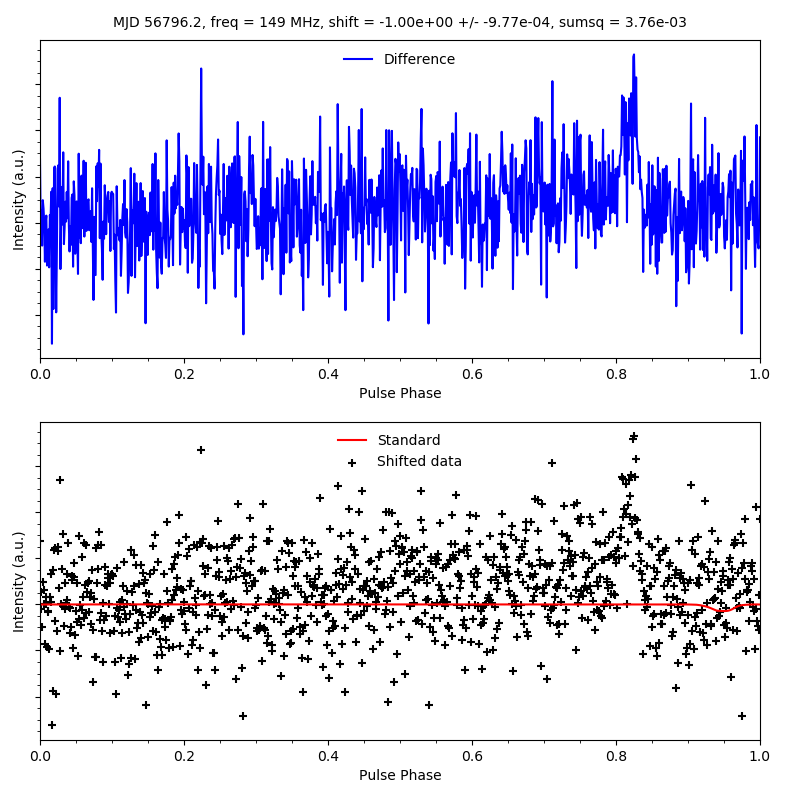 MJD 56796.2, freq = 149 MHz, shift = -1.00e+00 +/- -9.77e-04, sumsq = 3.76e-03
Difference
Intensity (a.u.)
0.0 0.2 0.4 0.6 0.8 1.0
Pulse Phase
Standard
Shifted data
Intensity (a.u.)
0.0 0.2 0.4 0.6 0.8 1.0
Pulse Phase